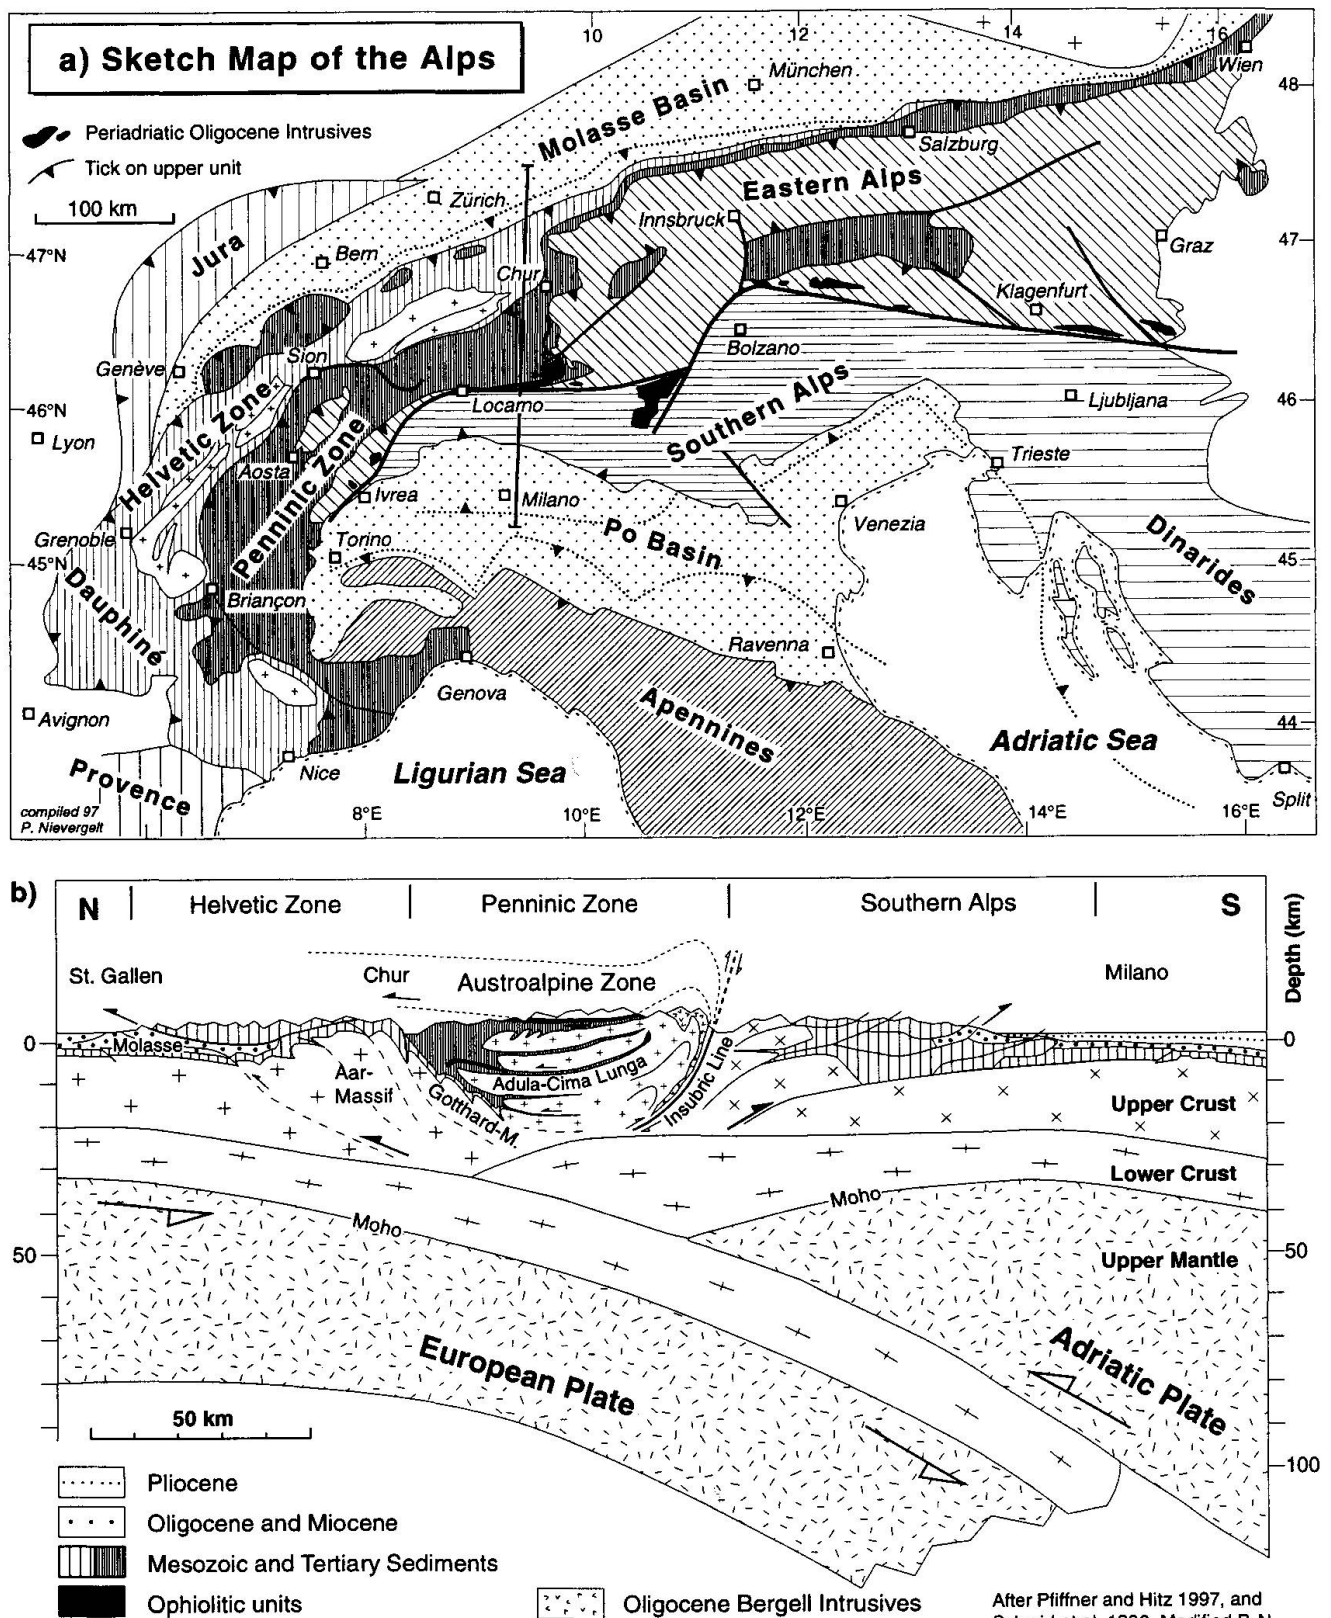 a) Sketch Map of the Alps
Periadriatic Oligocene Intrusives
Tick on upper unit
100 km
10
12
14
16
Wien
48
München
Molasse Basin
Salzburg
Eastern Alps
Zürich
Innsbruck
Jura
Bern
47°N
47
Graz
Chur
Klagenfurt
Bolzano
Genève
Sion
46°N
46
Locarno
Ljubljana
Southern Alps
Lyon
Helvetic Zone
Aosta
Penninic Zone
Ivrea
Milano
Trieste
Venezia
Grenoble
Torino
Po Basin
Dinarides
45°N
45
Dauphiné
Briançon
Ravenna
Genova
Apennines
Avignon
44
Adriatic Sea
Nice
Ligurian Sea
Provence
Split
compiled 97
P. Nievergelt
8°E
10°E
12°E
14°E
16°E
b)
N
Helvetic Zone
Penninic Zone
Southern Alps
S
Depth (km)
St. Gallen
Chur
Austroalpine Zone
Milano
0
0
Molasse
Aar-
Massif
Gotthard-M.
Adula-Cima Lunga
Insubric Line
Upper Crust
Lower Crust
Moho
Moho
50
50
Upper Mantle
European Plate
Adriatic Plate
50 km
100
Pliocene
Oligocene and Miocene
Mesozoic and Tertiary Sediments
Ophiolitic units
Oligocene Bergell Intrusives
After Pfiffner and Hitz 1997, and